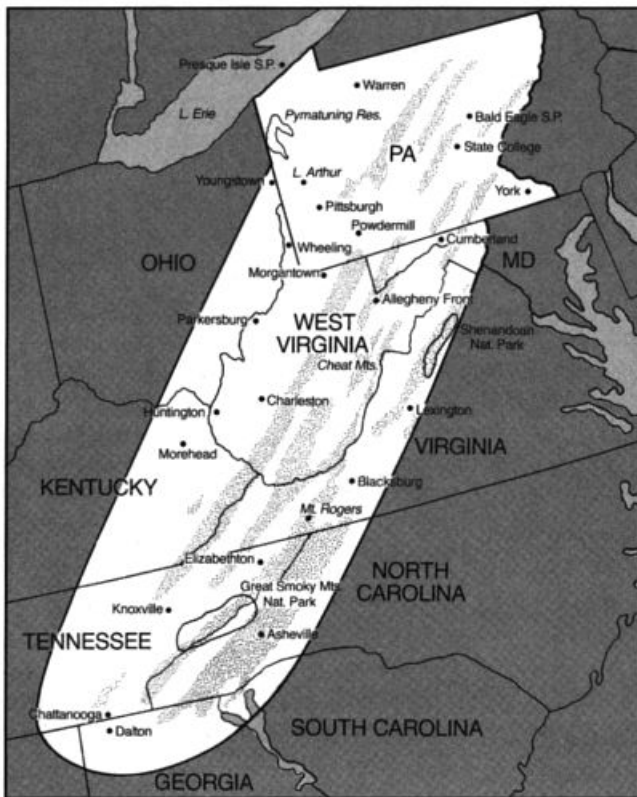 Presque Isle S.P.
Warren
L. Erie
Pymatuning Res.
Bald Eagle S.P.
PA
State College
L. Arthur
Youngstown
York
Pittsburgh
Powdermill
Cumberland
Wheeling
OHIO
MD
Morgantown
Allegheny Fron
Parkersburg
WEST
VIRGINIA
Shenandoah
Nat. Park
Cheat Mts.
Charleston
Huntington
Lexington
Morehead
VIRGINIA
KENTUCKY
Blacksburg
Mt. Rogers
Elizabethton
NORTH
CAROLINA
Great Smoky Mts.
Nat. Park
Knoxville
TENNESSEE
Asheville
Chattanooga
Dalton
SOUTH CAROLINA
GEORGIA